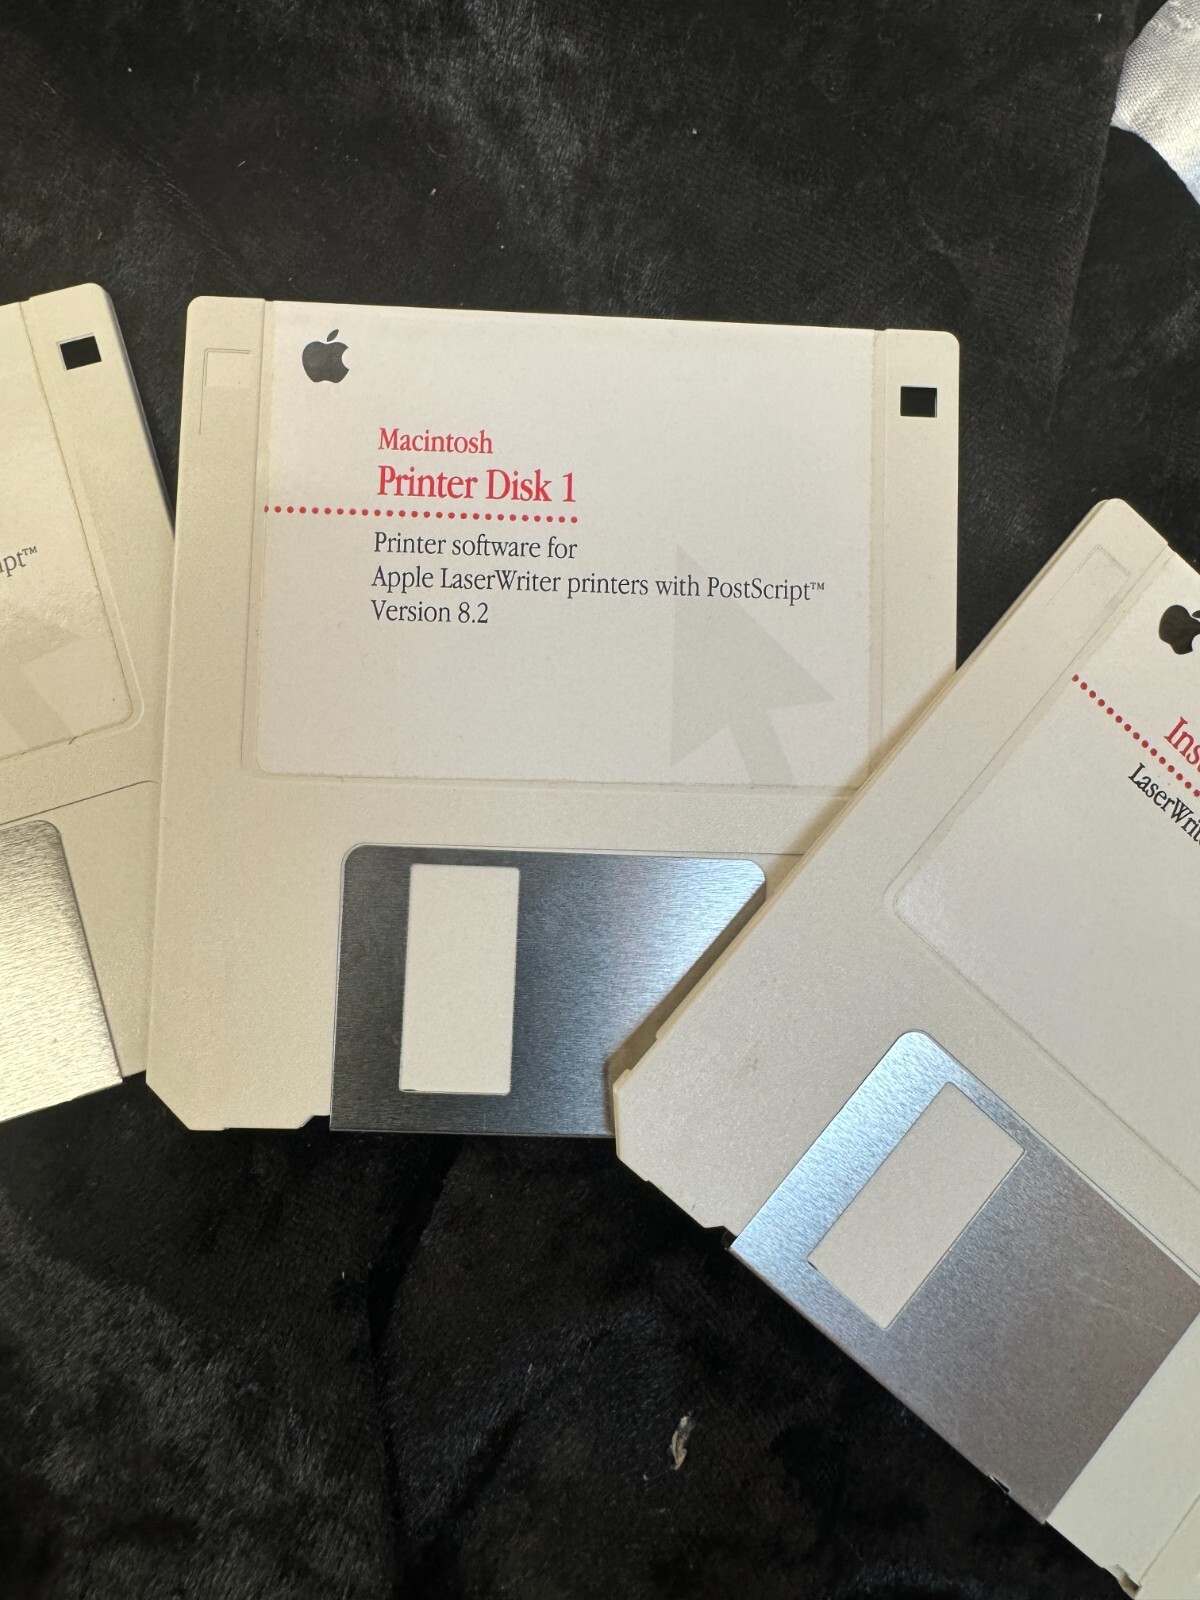 Macintosh
Printer Disk 1
Printer software for
Apple LaserWriter printers with PostScript™
Version 8.2